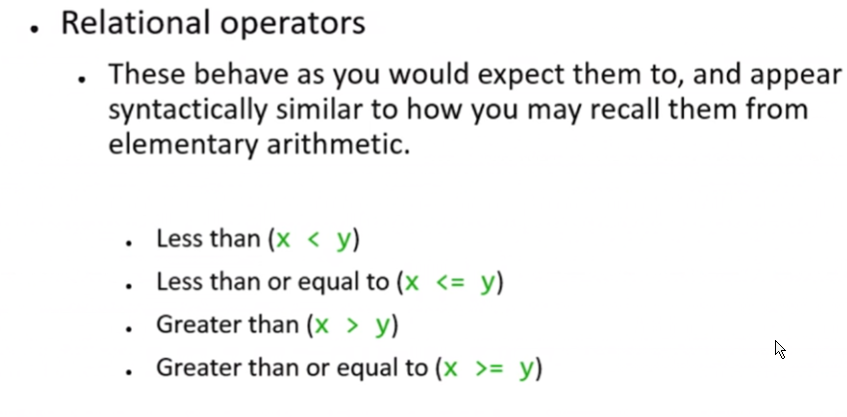 • Relational operators
• These behave as you would expect them to, and appear
syntactically similar to how you may recall them from
elementary arithmetic.
• Less than (x < y)
• Less than or equal to (x <= y)
• Greater than (x > y)
• Greater than or equal to (x >= y)